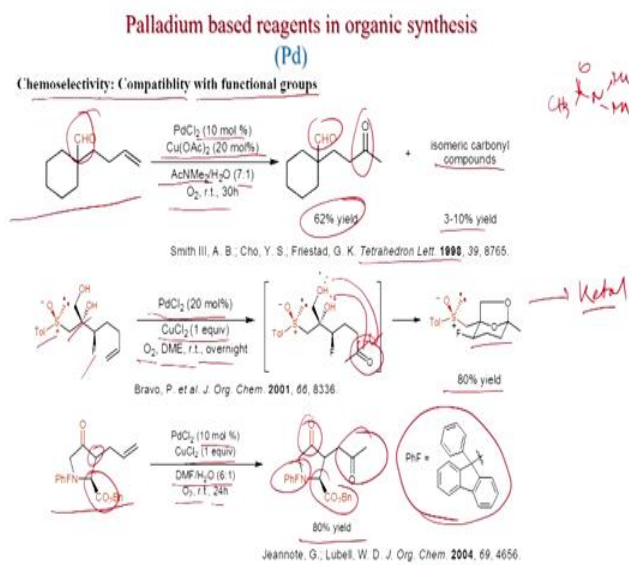 Palladium based reagents in organic synthesis
(Pd)
Chemoselectivity: Compatiblity with functional groups
CHO
PdCl2 (10 mol %)
Cu(OAc)2 (20 mol%)
AcNMe2/H2O (7:1)
O2, r.t., 30h
CHO
O
+
isomeric carbonyl
compounds
62% yield
3-10% yield
O
CH3
N
Smith III, A. B.; Cho, Y. S.; Friestad, G. K. Tetrahedron Lett. 1998, 39, 8765.
O
S
Tol
OH
OH
F
PdCl2 (20 mol%)
CuCl2 (1 equiv)
O2, DME, r.t., overnight
O
S
Tol
OH
OH
F
O
O
S
Tol
F
O
O
Ketal
80% yield
Bravo, P. et al. J. Org. Chem. 2001, 66, 8336.
O
PhFN
CO2Bn
PdCl2 (10 mol %)
CuCl2 (1 equiv)
DMF/H2O (6:1)
O2, r.t., 24h
O
O
PhFN
CO2Bn
PhF =
80% yield
Jeannote, G.; Lubell, W. D. J. Org. Chem. 2004, 69, 4656.